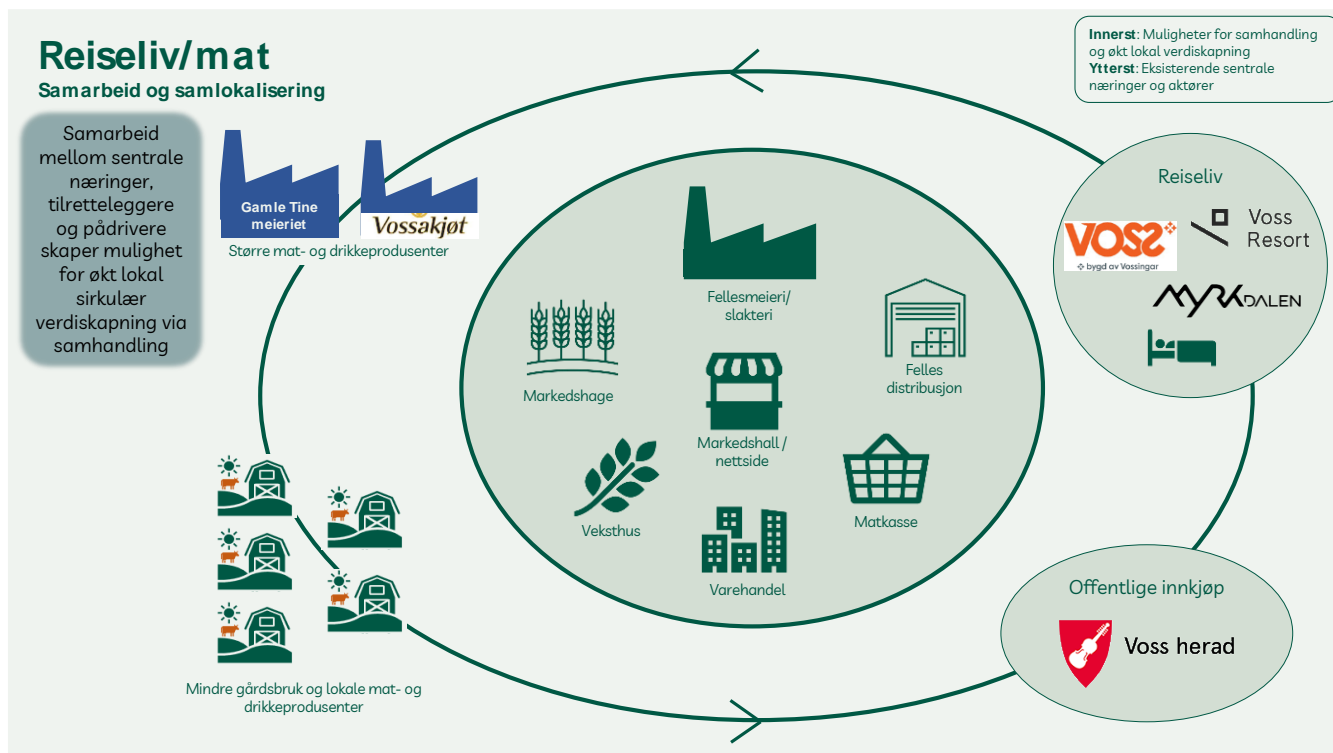 Reiseliv/mat
Samarbeid og samlokalisering
Innerst: Muligheter for samhandling
og økt lokal verdiskapning
Ytterst: Eksisterende sentrale
næringer og aktører
Samarbeid
mellom sentrale
næringer,
tilretteleggere
og pådrivere
skaper mulighet
for økt lokal
sirkulær
verdiskapning via
samhandling
Gamle Tine
meieriet
Vossakjøt
Større mat- og drikkeprodusenter
Reiseliv
VOSS
bygd av Vossingar
Voss
Resort
MYRKDALEN
Fellesmeieri/
slakteri
Markedshage
Felles
distribusjon
Markedshall /
nettside
Veksthus
Matkasse
Varehandel
Offentlige innkjøp
Voss herad
Mindre gårdsbruk og lokale mat- og
drikkeprodusenter